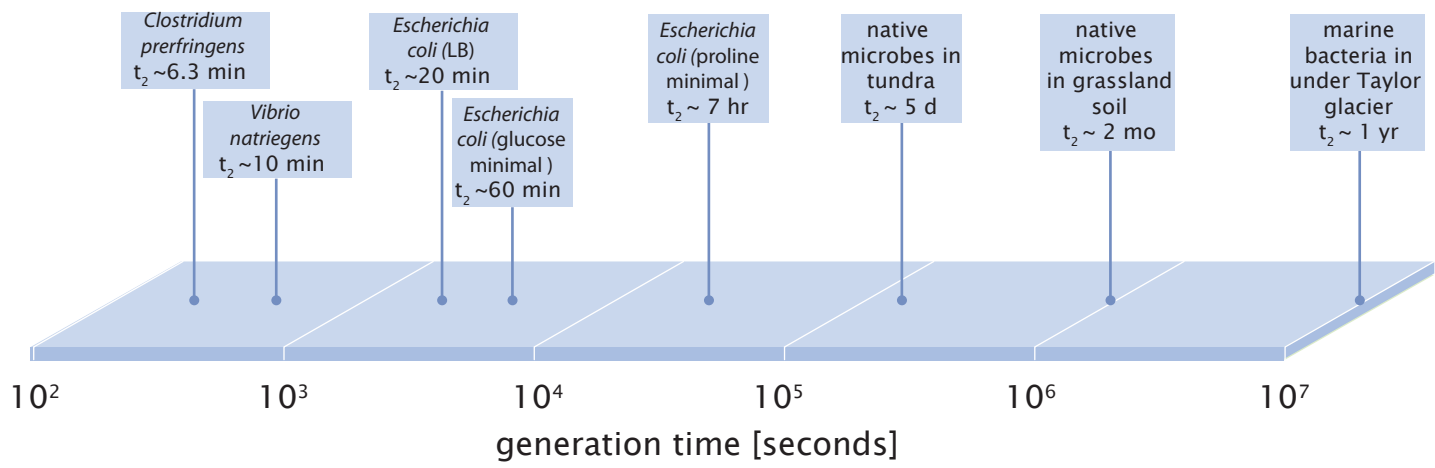 Clostridium
prerfringens
t₂ ~6.3 min
Vibrio
natriegens
t₂ ~10 min
Escherichia
coli (LB)
t₂ ~20 min
Escherichia
coli (glucose
minimal )
t₂ ~60 min
Escherichia
coli (proline
minimal )
t₂ ~ 7 hr
native
microbes in
tundra
t₂ ~ 5 d
native
microbes
in grassland
soil
t₂ ~ 2 mo
marine
bacteria in
under Taylor
glacier
t₂ ~ 1 yr
10² 10³ 10⁴ 10⁵ 10⁶ 10⁷
generation time [seconds]